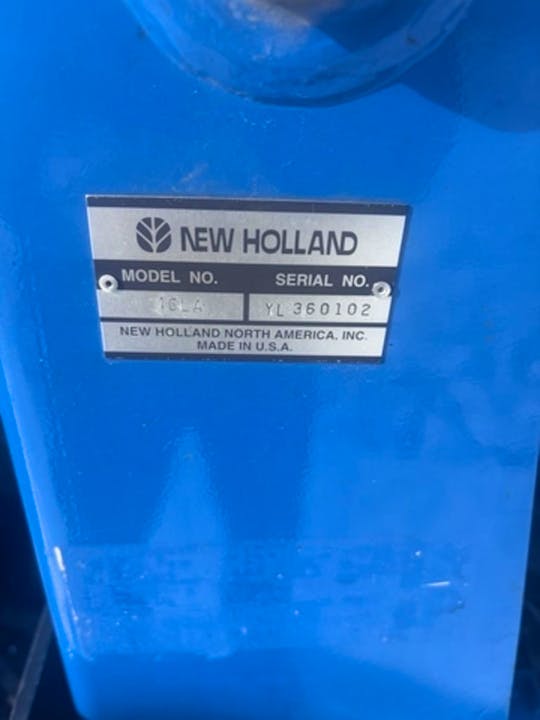 NEW HOLLAND
MODEL NO. SERIAL NO.
YL 360102
NEW HOLLAND NORTH AMERICA, INC.
MADE IN U.S.A.